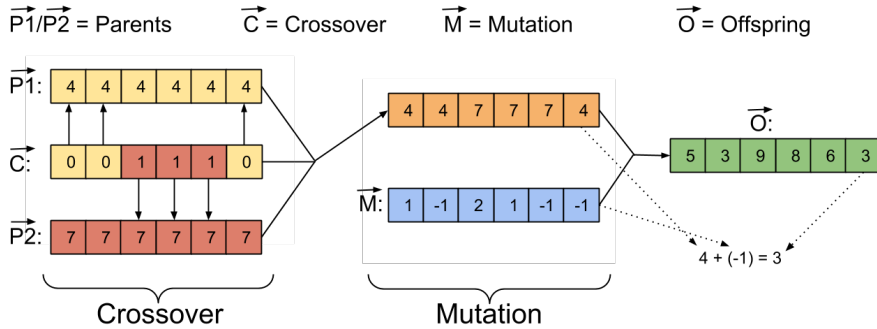 P1/P2 = Parents C = Crossover M = Mutation O = Offspring
P1: 4 4 4 4 4 4
4 4 7 7 7 4
O:
C: 0 0 1 1 1 0
5 3 9 8 6 3
M: 1 -1 2 1 -1 -1
P2: 7 7 7 7 7 7
4 + (-1) = 3
Crossover Mutation